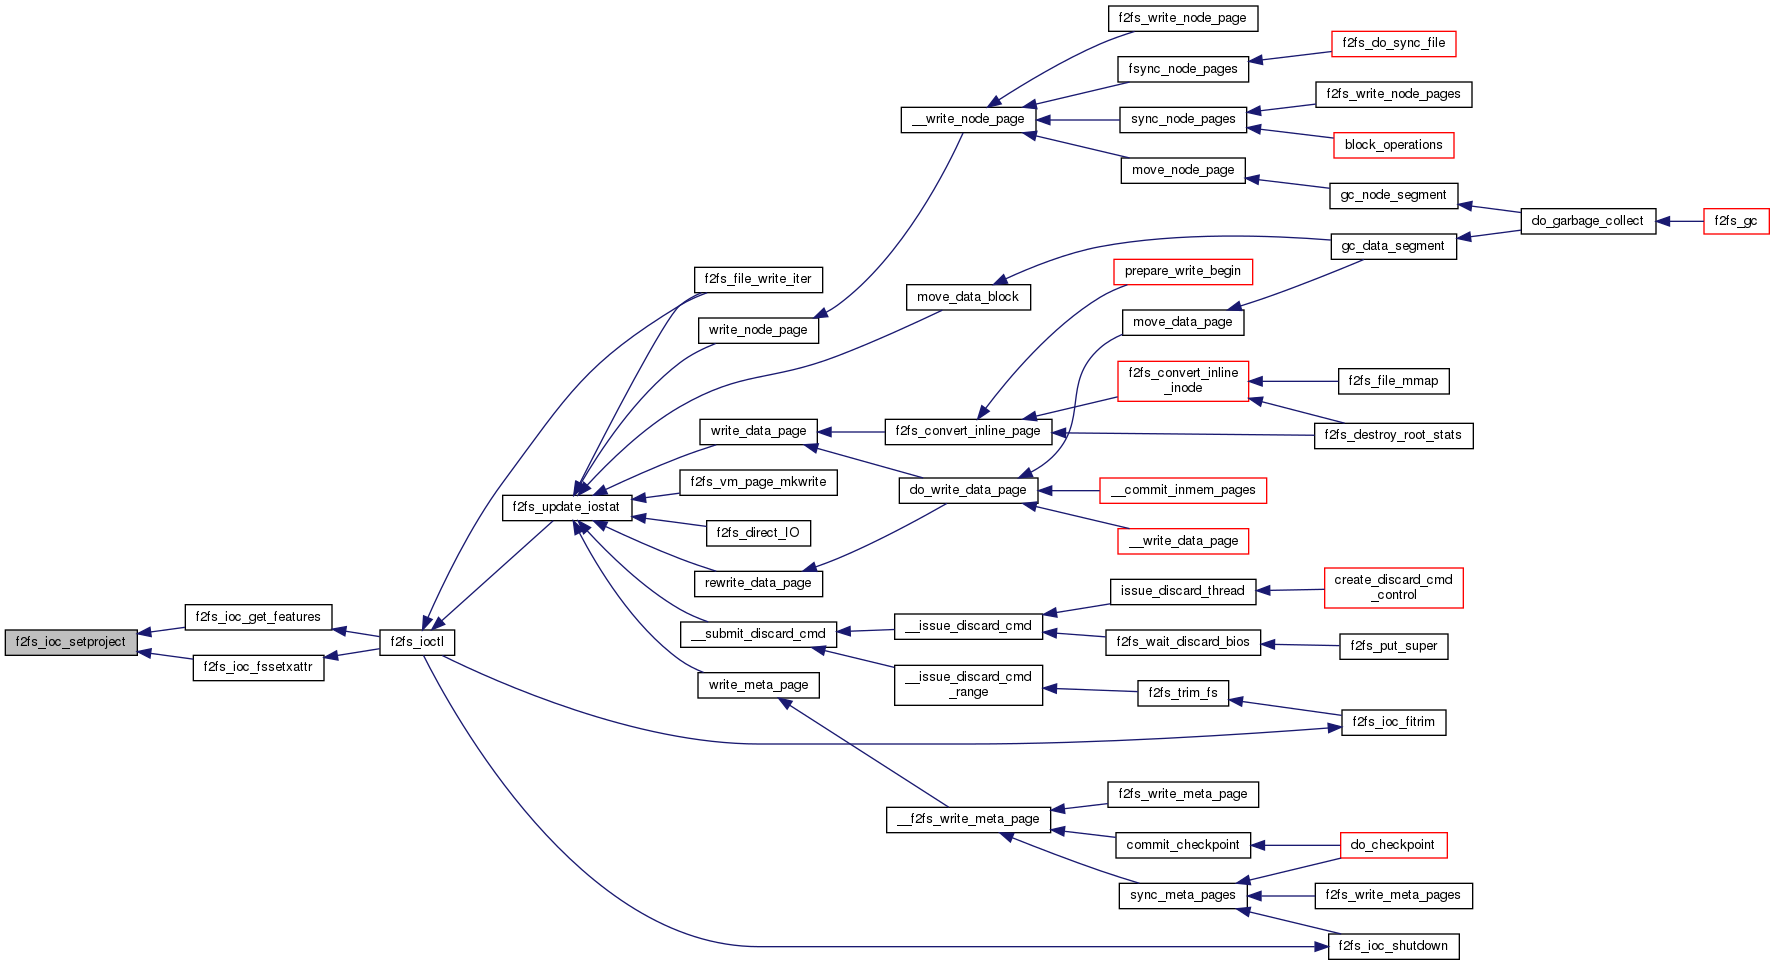 f2fs_write_node_page
f2fs_do_sync_file
fsync_node_pages
f2fs_write_node_pages
__write_node_page
sync_node_pages
block_operations
move_node_page
gc_node_segment
do_garbage_collect
f2fs_gc
gc_data_segment
f2fs_file_write_iter
prepare_write_begin
move_data_block
write_node_page
move_data_page
f2fs_convert_inline
_inode
f2fs_file_mmap
write_data_page
f2fs_convert_inline_page
f2fs_destroy_root_stats
f2fs_vm_page_mkwrite
do_write_data_page
__commit_inmem_pages
f2fs_update_iostat
f2fs_direct_IO
__write_data_page
rewrite_data_page
issue_discard_thread
create_discard_cmd
_control
f2fs_ioc_get_features
f2fs_ioc_setproject
f2fs_ioctl
__submit_discard_cmd
__issue_discard_cmd
f2fs_wait_discard_bios
f2fs_put_super
f2fs_ioc_fssetxattr
write_meta_page
__issue_discard_cmd
_range
f2fs_trim_fs
f2fs_ioc_fitrim
f2fs_write_meta_page
__f2fs_write_meta_page
commit_checkpoint
do_checkpoint
sync_meta_pages
f2fs_write_meta_pages
f2fs_ioc_shutdown